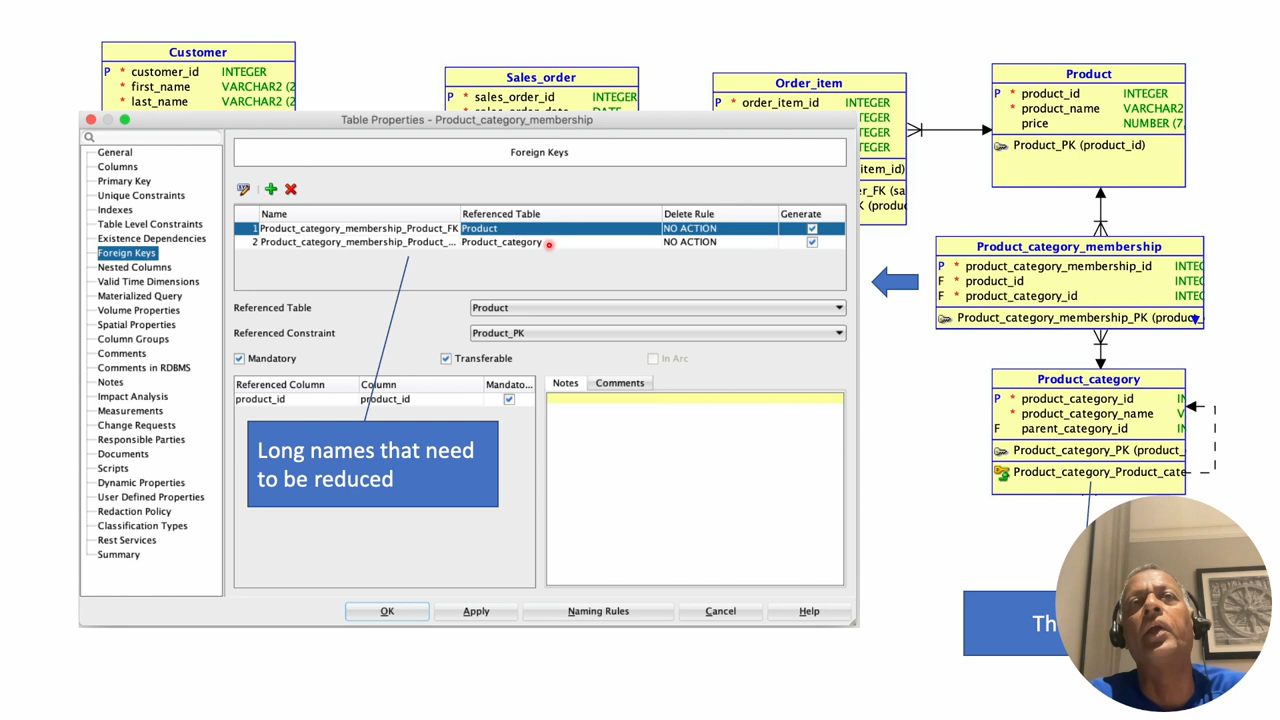 Customer
P * customer_id INTEGER
* first_name VARCHAR2 (2
* last_name VARCHAR2 (2
Sales_order
P * sales_order_id INTEGER
Order_item
P * order_item_id INTEGER
INTEGER
INTEGER
INTEGER
item_id)
er_FK (sa
K (produc
Product
P * product_id INTEGER
* product_name VARCHAR2
price NUMBER (7,
Product_PK (product_id)
Product_category_membership
P * product_category_membership_id INTEG
F * product_id INTEG
F * product_category_id INTEG
Product_category_membership_PK (produc
Product_category
P * product_category_id IN
* product_category_name V
F parent_category_id IN
Product_category_PK (product_
Product_category_Product_cate
Th
Table Properties - Product_category_membership
General
Columns
Primary Key
Unique Constraints
Indexes
Table Level Constraints
Existence Dependencies
Foreign Keys
Nested Columns
Valid Time Dimensions
Materialized Query
Volume Properties
Spatial Properties
Column Groups
Comments
Comments in RDBMS
Notes
Impact Analysis
Measurements
Change Requests
Responsible Parties
Documents
Scripts
Dynamic Properties
User Defined Properties
Redaction Policy
Classification Types
Rest Services
Summary
Foreign Keys
Name Referenced Table Delete Rule Generate
1 Product_category_membership_Product_FK Product NO ACTION
2 Product_category_membership_Product_... Product_category NO ACTION
Referenced Table Product
Referenced Constraint Product_PK
Mandatory Transferable In Arc
Referenced Column Column Mandato...
product_id product_id
Notes Comments
Long names that need
to be reduced
OK Apply Naming Rules Cancel Help